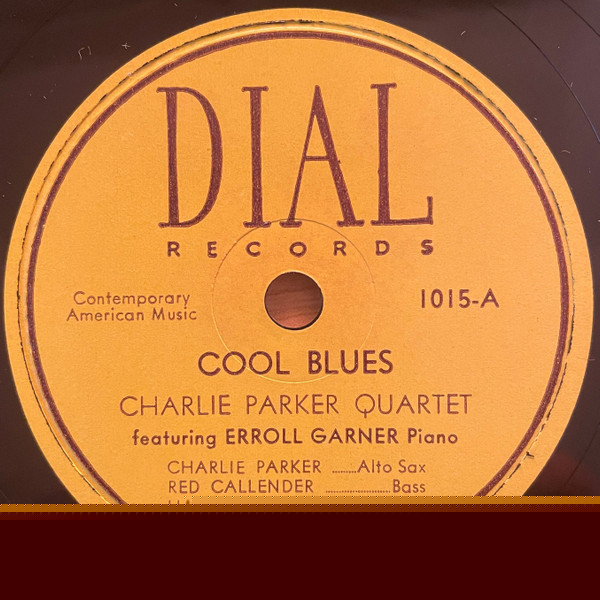 DIAL
RECORDS
Contemporary
American Music
1015-A
COOL BLUES
CHARLIE PARKER QUARTET
featuring ERROLL GARNER Piano
CHARLIE PARKER ........Alto Sax
RED CALLENDER ......................Bass